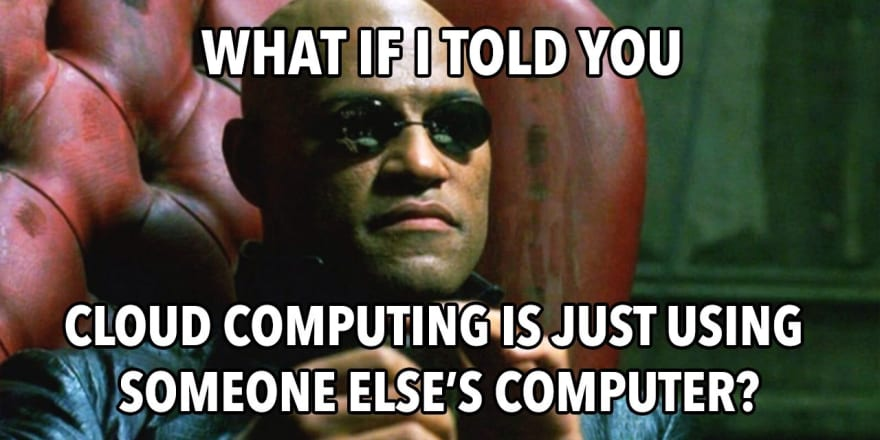 WHAT IF I TOLD YOU
CLOUD COMPUTING IS JUST USING
SOMEONE ELSE'S COMPUTER?